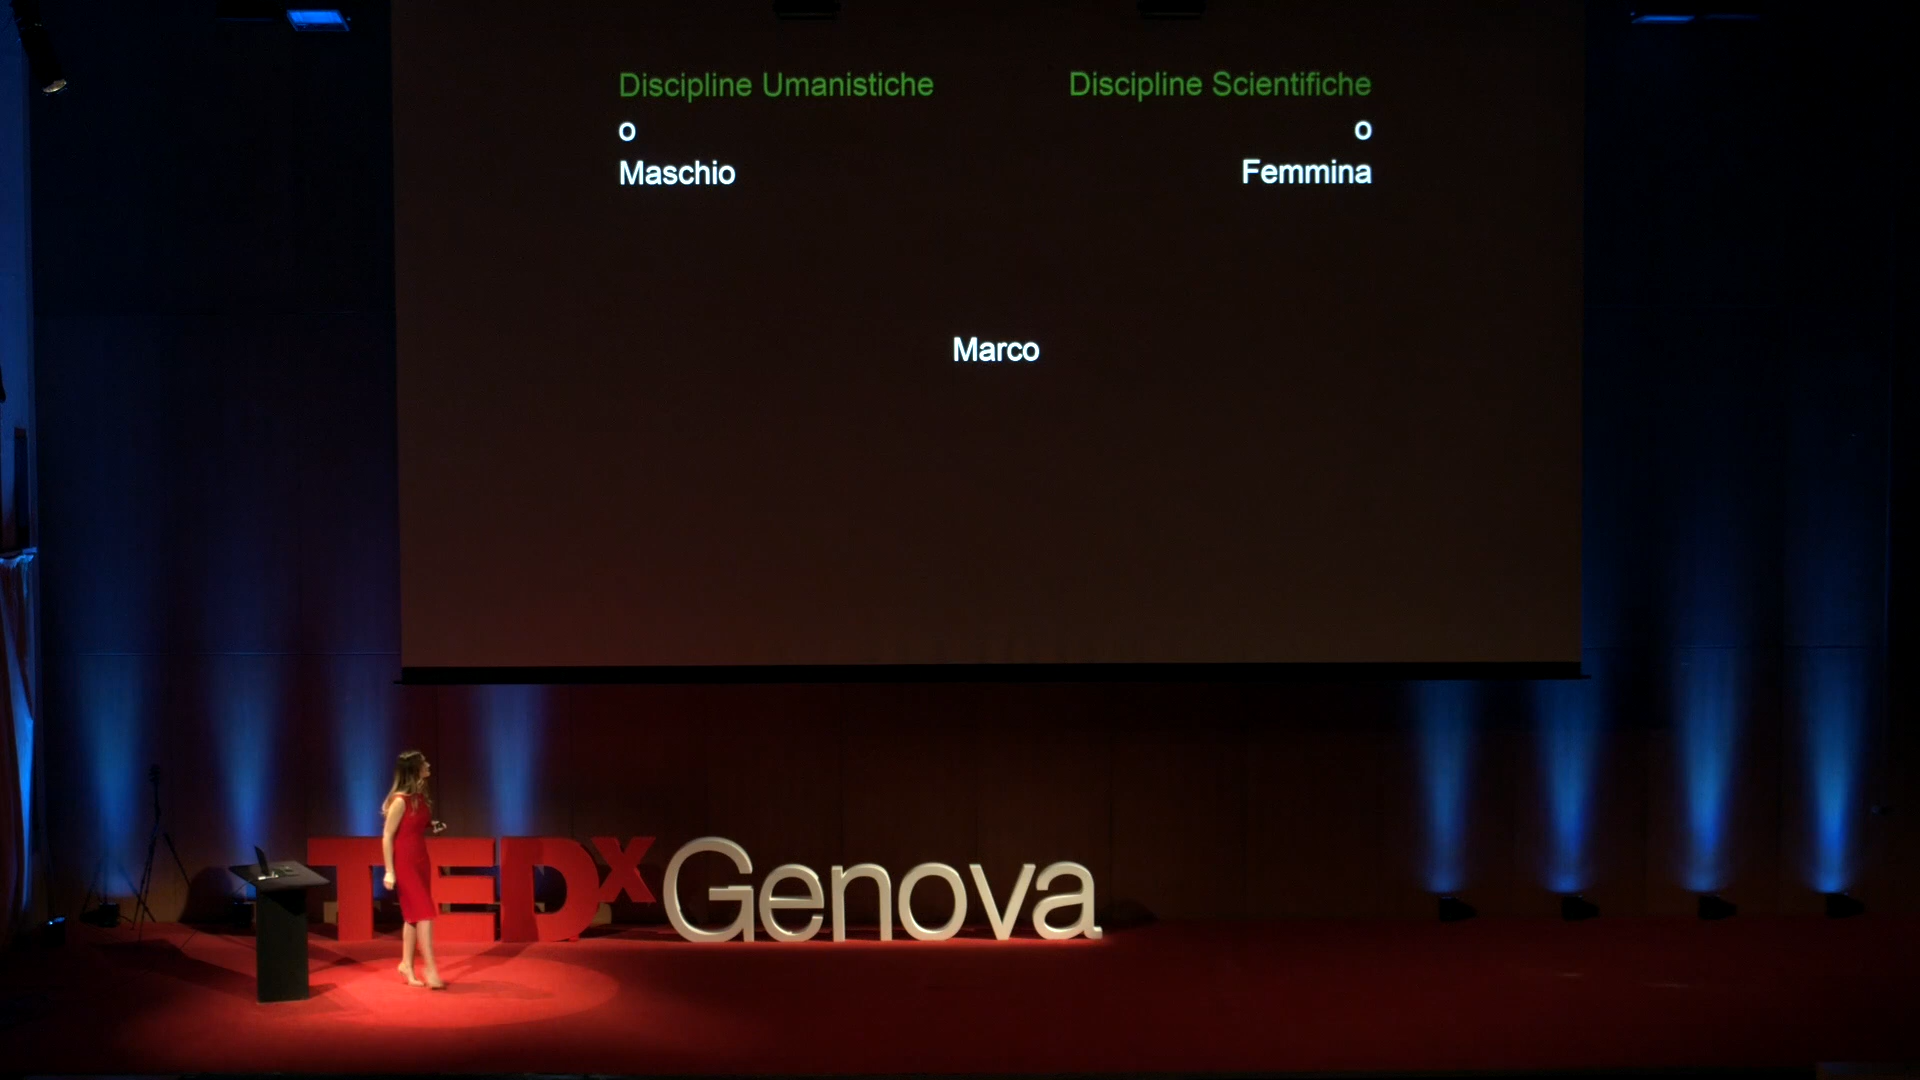 Discipline Umanistiche
o
Maschio
Discipline Scientifiche
o
Femmina
Marco
TEDxGenova